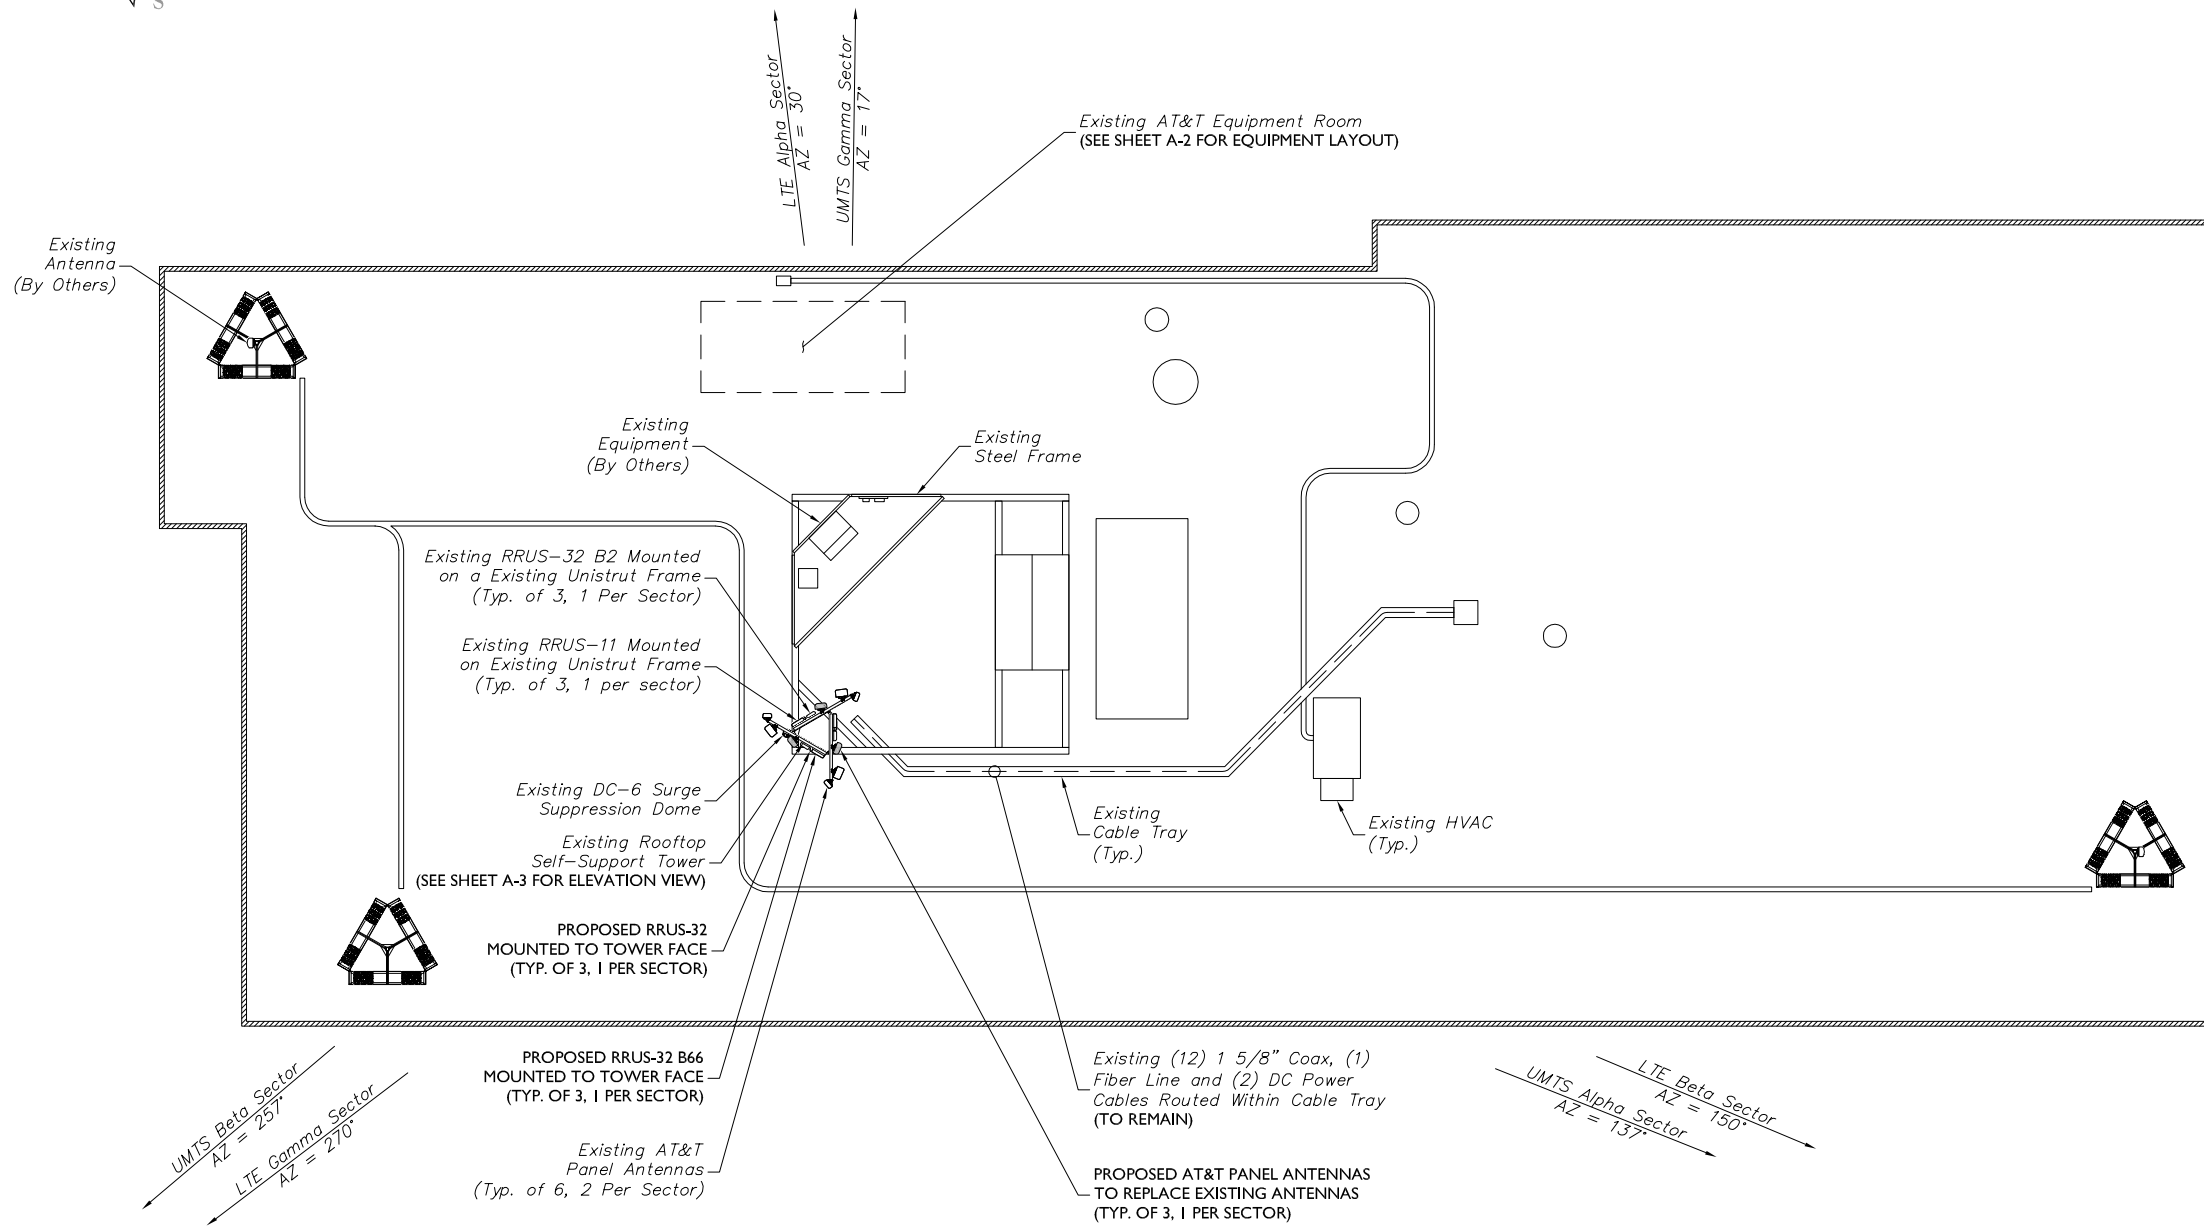 S
LTE Alpha Sector
AZ = 30°
UMTS Gamma Sector
AZ = 17°
Existing AT&T Equipment Room
(SEE SHEET A-2 FOR EQUIPMENT LAYOUT)
Existing
Antenna
(By Others)
Existing
Equipment
(By Others)
Existing
Steel Frame
Existing RRUS-32 B2 Mounted
on a Existing Unistrut Frame
(Typ. of 3, 1 Per Sector)
Existing RRUS-11 Mounted
on Existing Unistrut Frame
(Typ. of 3, 1 per sector)
Existing DC-6 Surge
Suppression Dome
Existing Rooftop
Self-Support Tower
(SEE SHEET A-3 FOR ELEVATION VIEW)
Existing
Cable Tray
(Typ.)
Existing HVAC
(Typ.)
PROPOSED RRUS-32
MOUNTED TO TOWER FACE
(TYP. OF 3, 1 PER SECTOR)
PROPOSED RRUS-32 B66
MOUNTED TO TOWER FACE
(TYP. OF 3, 1 PER SECTOR)
Existing AT&T
Panel Antennas
(Typ. of 6, 2 Per Sector)
Existing (12) 1 5/8" Coax, (1)
Fiber Line and (2) DC Power
Cables Routed Within Cable Tray
(TO REMAIN)
PROPOSED AT&T PANEL ANTENNAS
TO REPLACE EXISTING ANTENNAS
(TYP. OF 3, 1 PER SECTOR)
UMTS Beta Sector
AZ = 257°
LTE Gamma Sector
AZ = 270°
LTE Beta Sector
AZ = 150°
UMTS Alpha Sector
AZ = 137°